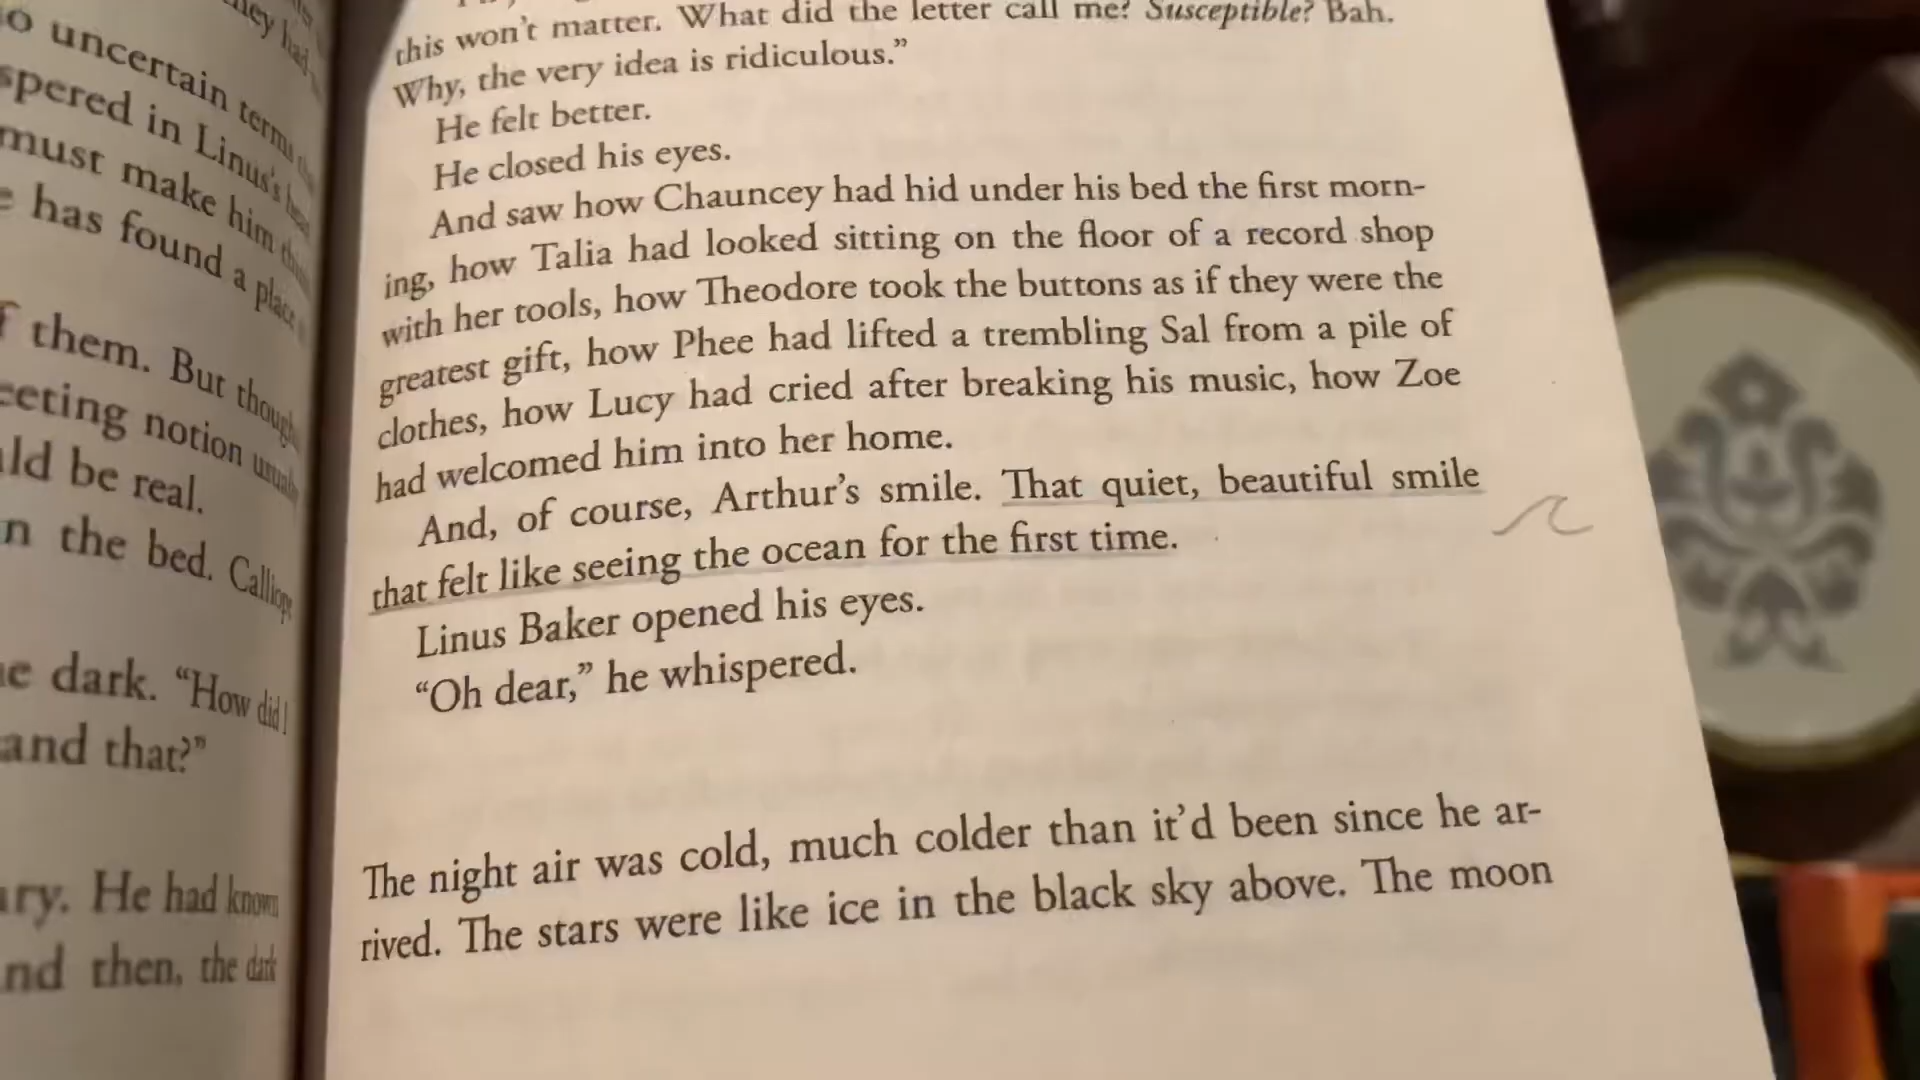 o uncertain terms
they had
spered in Linus's
must make him
e has found a place
f them. But though
eeting notion usually
ld be real.
n the bed. Calliope
e dark. “How did I
and that?”
ary. He had known
nd then, the dark
this won't matter. What did the letter call me? Susceptible? Bah.
Why, the very idea is ridiculous.”
He felt better.
He closed his eyes.
And saw how Chauncey had hid under his bed the first morn-
ing, how Talia had looked sitting on the floor of a record shop
with her tools, how Theodore took the buttons as if they were the
greatest gift, how Phee had lifted a trembling Sal from a pile of
clothes, how Lucy had cried after breaking his music, how Zoe
had welcomed him into her home.
And, of course, Arthur's smile. That quiet, beautiful smile
that felt like seeing the ocean for the first time.
Linus Baker opened his eyes.
“Oh dear,” he whispered.
The night air was cold, much colder than it'd been since he ar-
rived. The stars were like ice in the black sky above. The moon